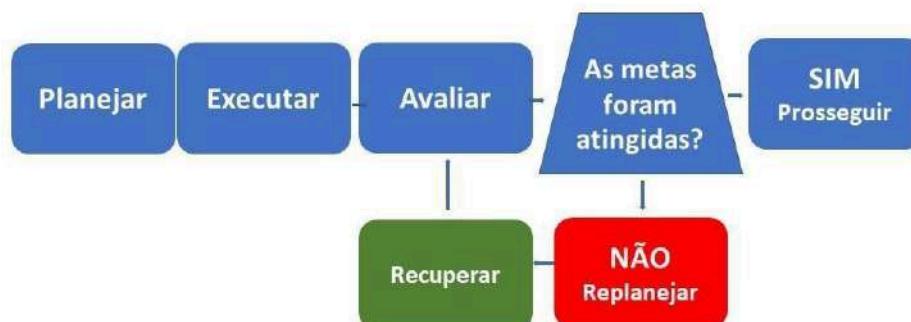 Planejar
Executar
Avaliar
As metas
foram
atingidas?
SIM
Prosseguir
Recuperar
NÃO
Replanejar